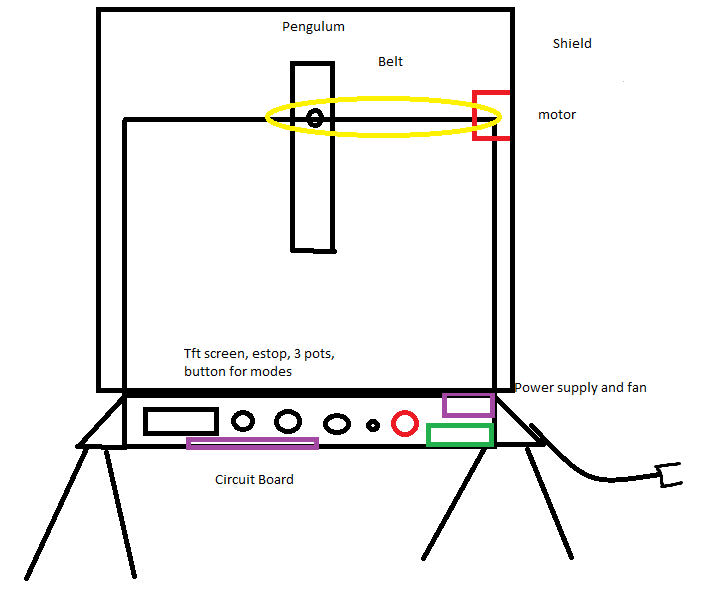 Pengulum
Shield
Belt
motor
Tft screen, estop, 3 pots,
button for modes
Power supply and fan
Circuit Board